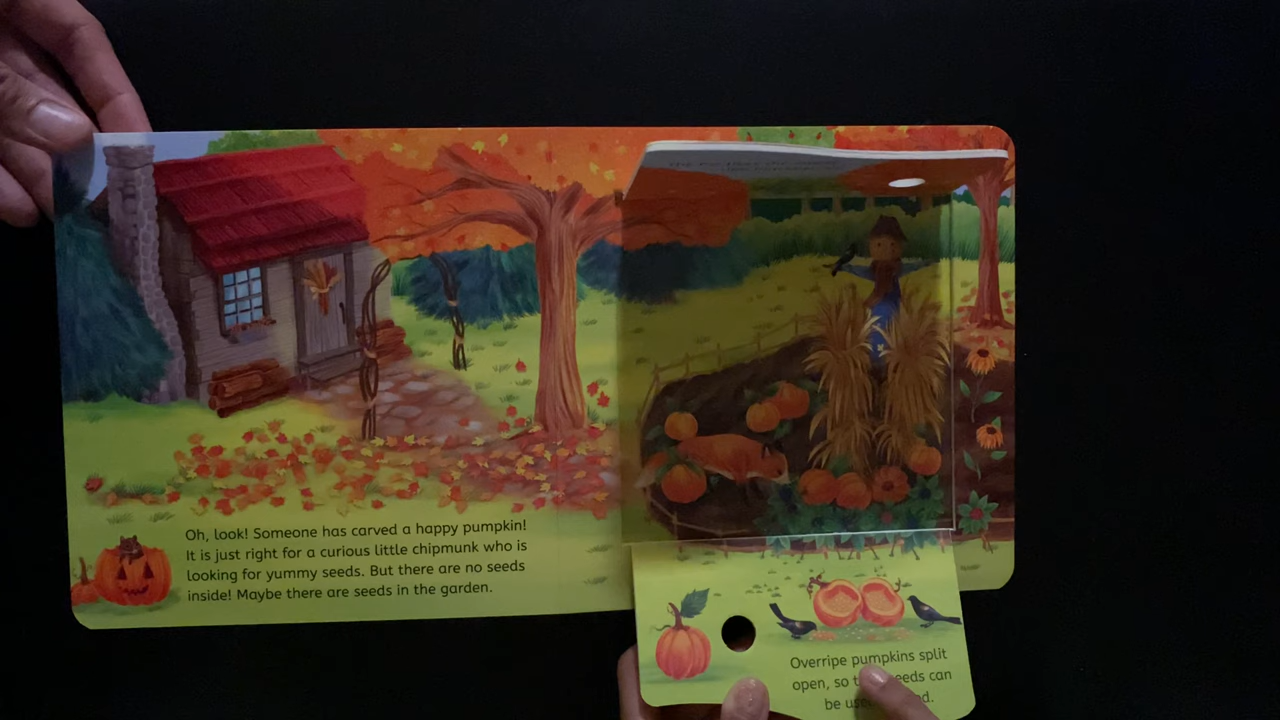 Oh, look! Someone has carved a happy pumpkin!
It is just right for a curious little chipmunk who is
looking for yummy seeds. But there are no seeds
inside! Maybe there are seeds in the garden.
Overripe pumpkins split
open, so eeds can
be